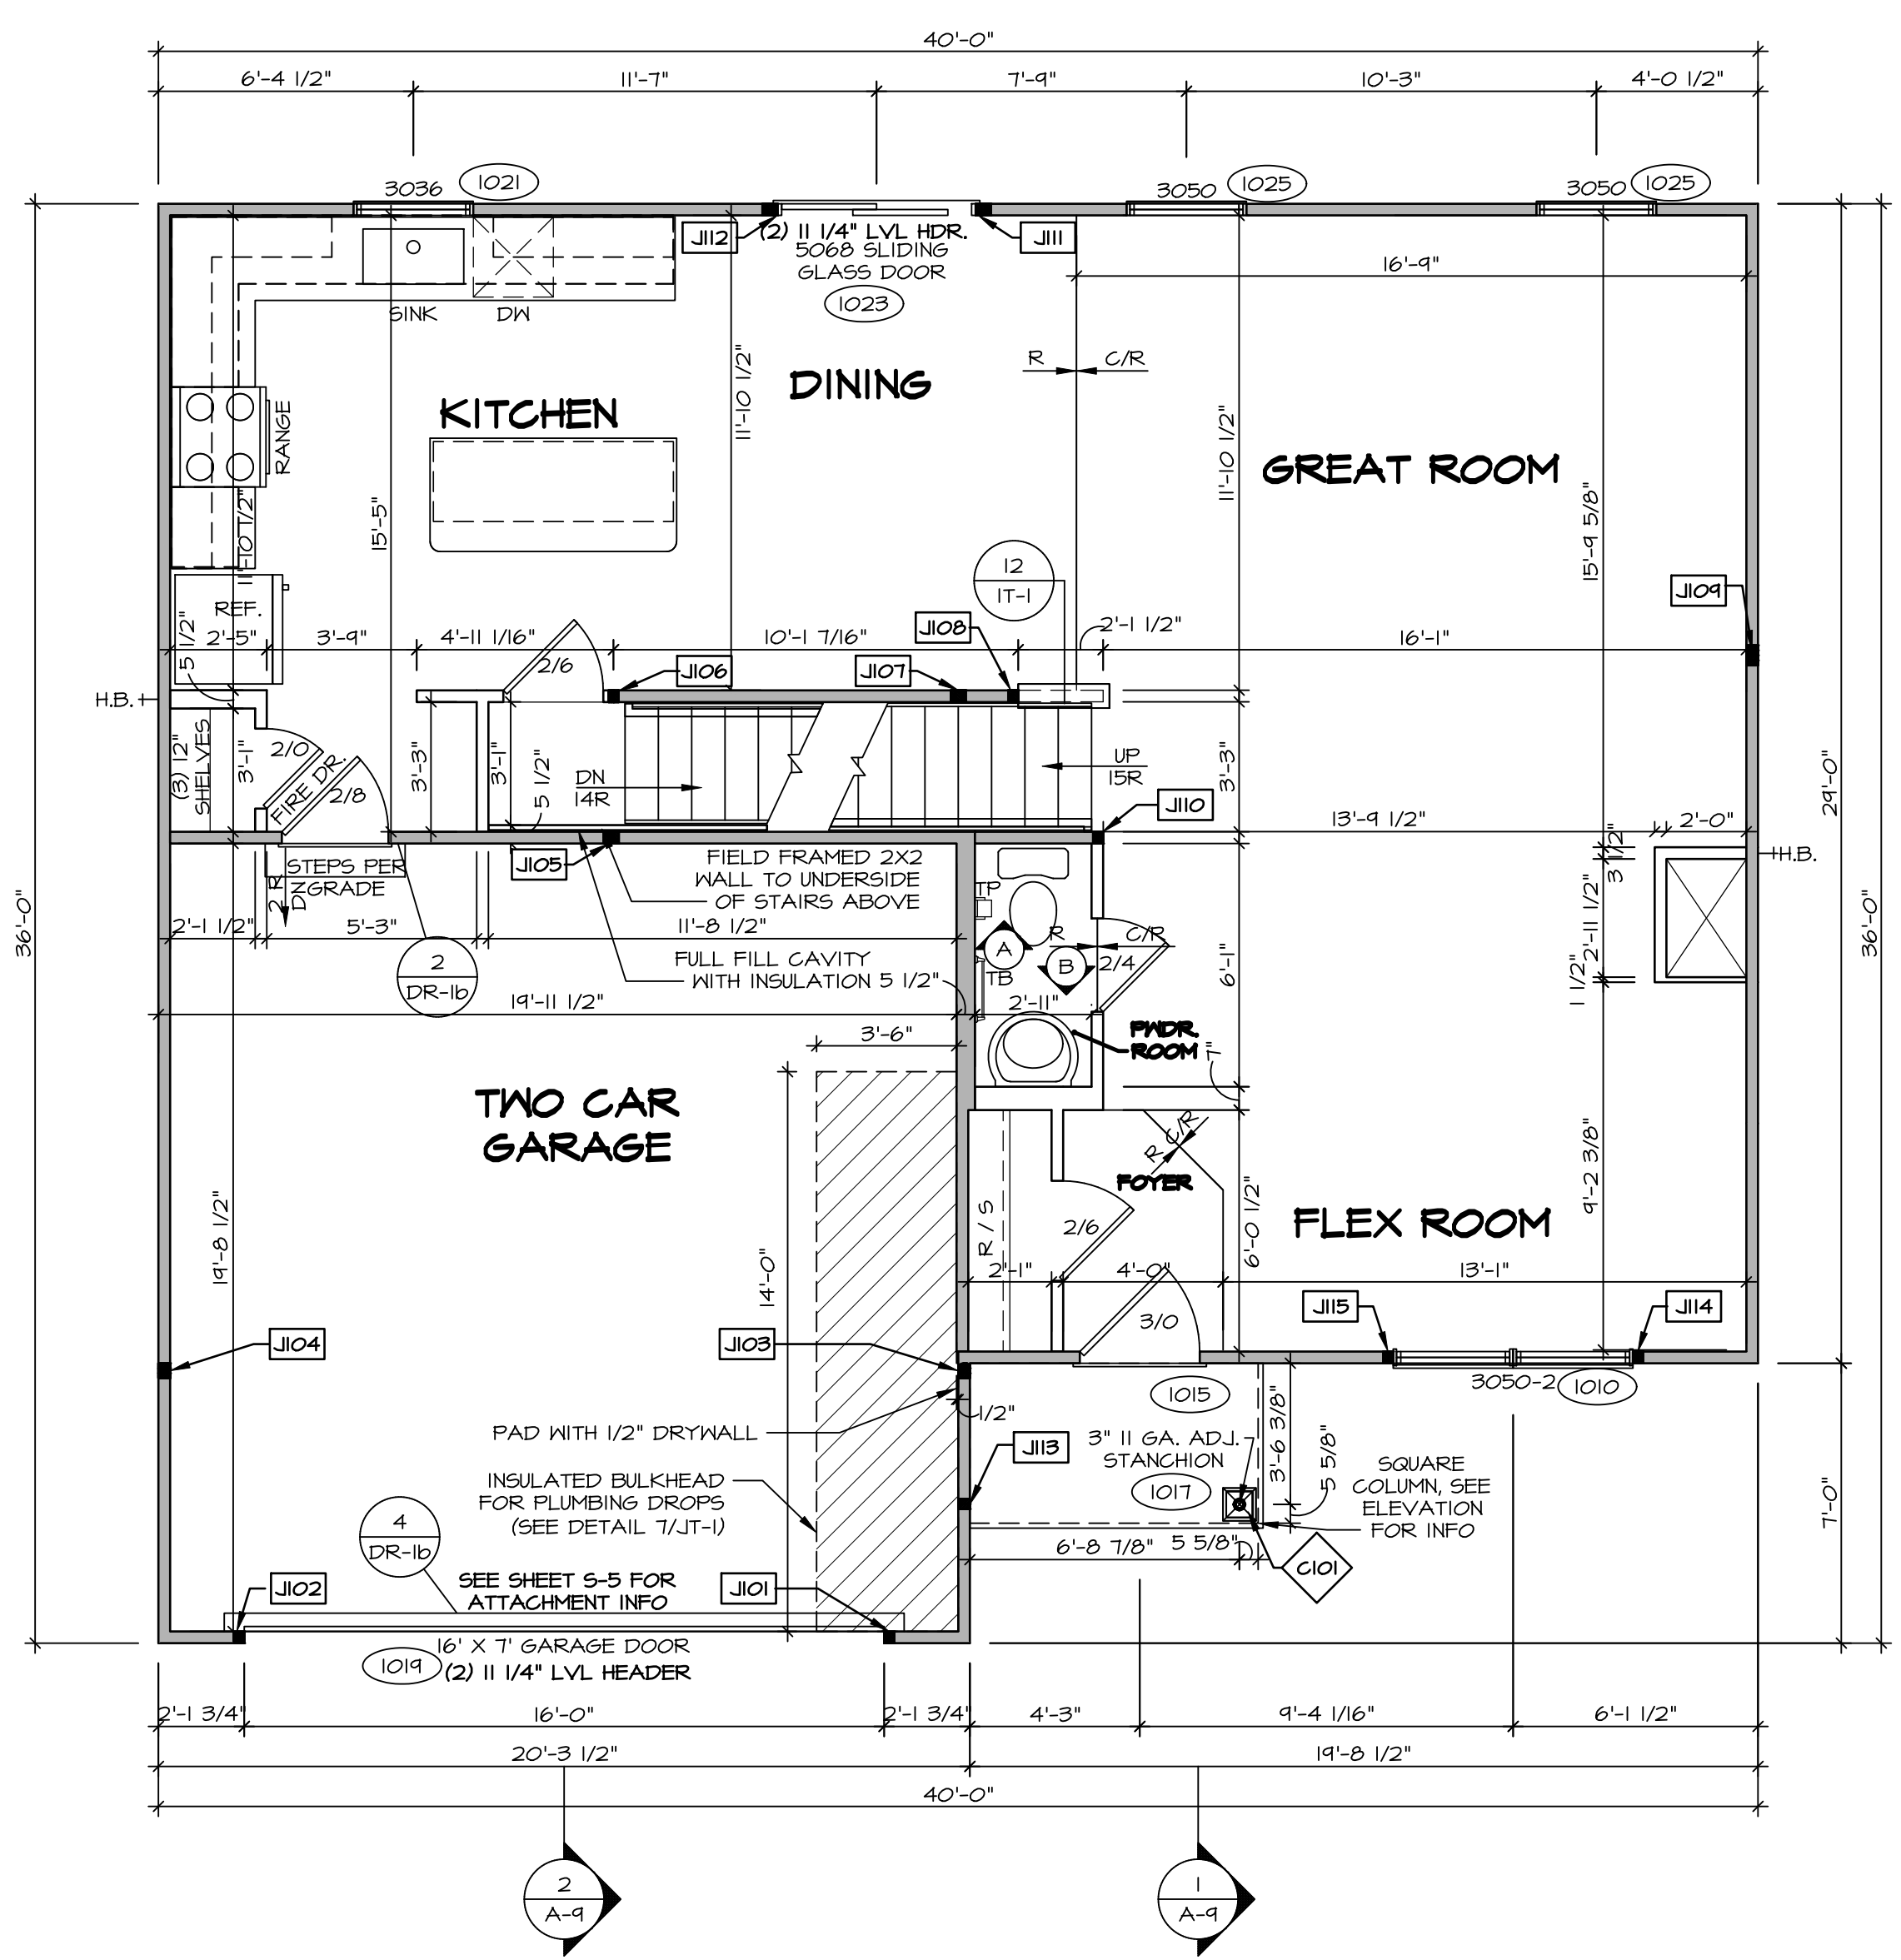 40'-0"
6'-4 1/2"
11'-7"
7'-9"
10'-3"
4'-0 1/2"
3036
1021
3050
1025
3050
1025
J112
(2) 11 1/4" LVL HDR.
5068 SLIDING
GLASS DOOR
1023
J111
16'-9"
SINK
DW
R
C/R
DINING
KITCHEN
GREAT ROOM
RANGE
11'-10 1/2"
11'-10 1/2"
11'-10 1/2"
15'-5"
15'-9 5/8"
12
IT-1
J109
REF.
5 1/2"
2'-5"
3'-9"
4'-11 1/16"
10'-1 7/16"
J108
2'-1 1/2"
16'-1"
2/6
J106
J107
H.B.
(3) 12"
SHELVES
3'-1"
2/0
FIRE DR.
2/8
3'-3"
3'-1"
5 1/2"
DN
14R
UP
15R
3'-3"
J110
13'-9 1/2"
2'-0"
29'-0"
3 1/2"
H.B.
STEPS PER
GRADE
2 R
DN
J105
FIELD FRAMED 2X2
WALL TO UNDERSIDE
OF STAIRS ABOVE
TP
36'-0"
36'-0"
2'-1 1/2"
5'-3"
11'-8 1/2"
A
R
C/R
B
2/4
TB
2'-11 1/2"
1 1/2"
6'-1"
2
DR-1b
FULL FILL CAVITY
WITH INSULATION 5 1/2"
19'-11 1/2"
2'-11"
3'-6"
PWDR.
ROOM
7"
TWO CAR
GARAGE
R
C/R
FOYER
FLEX ROOM
9'-2 3/8"
19'-8 1/2"
14'-0"
R / S
2/6
6'-0 1/2"
2'-1"
4'-0"
13'-1"
3/0
J115
J114
J104
J103
3050-2
1010
1015
1/2"
PAD WITH 1/2" DRYWALL
J113
3" 11 GA. ADJ.
STANCHION
1017
3'-6 3/8"
5 5/8"
SQUARE
COLUMN, SEE
ELEVATION
FOR INFO
INSULATED BULKHEAD
FOR PLUMBING DROPS
(SEE DETAIL 7/JT-1)
7'-0"
4
DR-1b
6'-8 7/8"
5 5/8"
C101
J102
SEE SHEET S-5 FOR
ATTACHMENT INFO
J101
16' X 7' GARAGE DOOR
1019
(2) 11 1/4" LVL HEADER
2'-1 3/4"
16'-0"
2'-1 3/4"
4'-3"
9'-4 1/16"
6'-1 1/2"
20'-3 1/2"
19'-8 1/2"
40'-0"
2
A-9
1
A-9